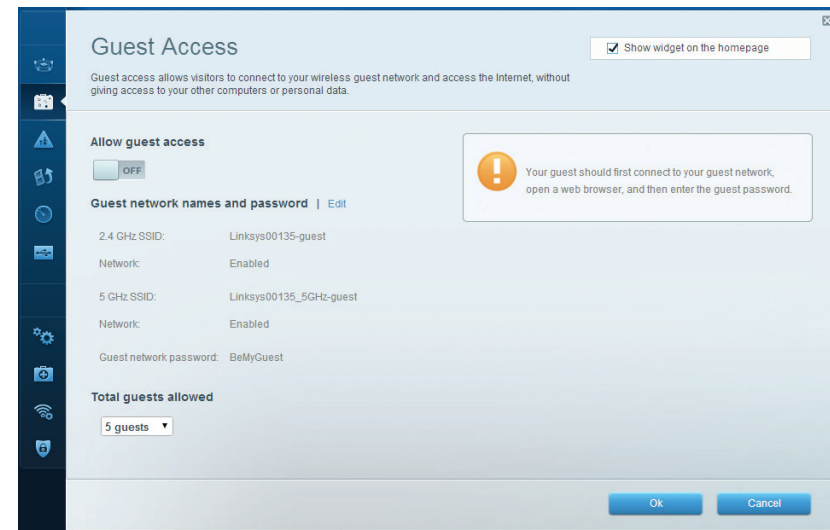 Guest Access
Show widget on the homepage
Guest access allows visitors to connect to your wireless guest network and access the Internet, without
giving access to your other computers or personal data.
Allow guest access
OFF
Your guest should first connect to your guest network,
open a web browser, and then enter the guest password.
Guest network names and password | Edit
2.4 GHz SSID: Linksys00135-guest
Network: Enabled
5 GHz SSID: Linksys00135_5GHz-guest
Network: Enabled
Guest network password: BeMyGuest
Total guests allowed
5 guests
Ok Cancel